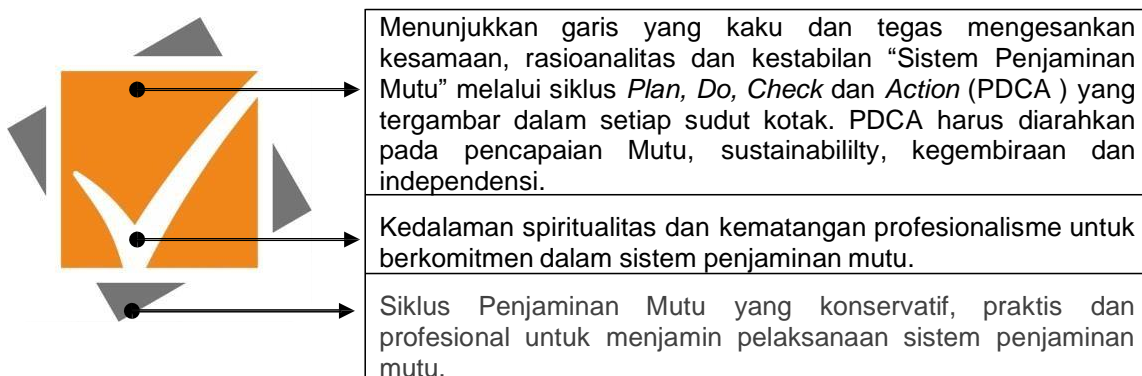 Menunjukkan garis yang kaku dan tegas mengesankan
kesamaan, rasioanalitas dan kestabilan “Sistem Penjaminan
Mutu” melalui siklus Plan, Do, Check dan Action (PDCA ) yang
tergambar dalam setiap sudut kotak. PDCA harus diarahkan
pada pencapaian Mutu, sustainabililty, kegembiraan dan
independensi.
Kedalaman spiritualitas dan kematangan profesionalisme untuk
berkomitmen dalam sistem penjaminan mutu.
Siklus Penjaminan Mutu yang konservatif, praktis dan
profesional untuk menjamin pelaksanaan sistem penjaminan
mutu.